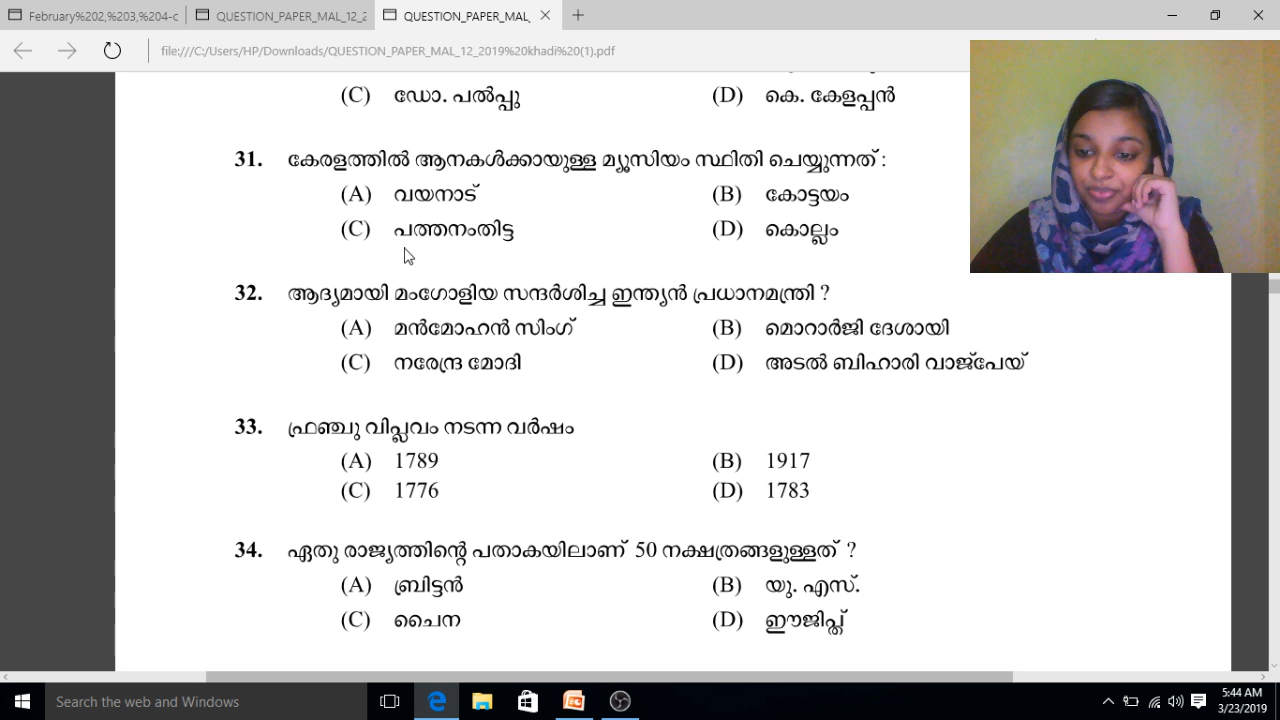 February%202,%203,%204-c QUESTION_PAPER_MAL_12_2 QUESTION_PAPER_MAL_
file:///C:/Users/HP/Downloads/QUESTION_PAPER_MAL_12_2019%20khadi%20(1).pdf
(C) ഡോ. പൽപ്പു (D) കെ. കേളപ്പൻ
31. കേരളത്തിൽ ആനകൾക്കായുള്ള മ്യൂസിയം സ്ഥിതി ചെയ്യുന്നത് :
(A) വയനാട് (B) കോട്ടയം
(C) പത്തനംതിട്ട (D) കൊല്ലം
32. ആദ്യമായി മംഗോളിയ സന്ദർശിച്ച ഇന്ത്യൻ പ്രധാനമന്ത്രി ?
(A) മൻമോഹൻ സിംഗ് (B) മൊറാർജി ദേശായി
(C) നരേന്ദ്ര മോദി (D) അടൽ ബിഹാരി വാജ്പേയ്
33. ഫ്രഞ്ചു വിപ്ലവം നടന്ന വർഷം
(A) 1789 (B) 1917
(C) 1776 (D) 1783
34. ഏതു രാജ്യത്തിന്റെ പതാകയിലാണ് 50 നക്ഷത്രങ്ങളുള്ളത് ?
(A) ബ്രിട്ടൻ (B) യു. എസ്.
(C) ചൈന (D) ഈജിപ്ത്
Search the web and Windows
5:44 AM
3/23/2019